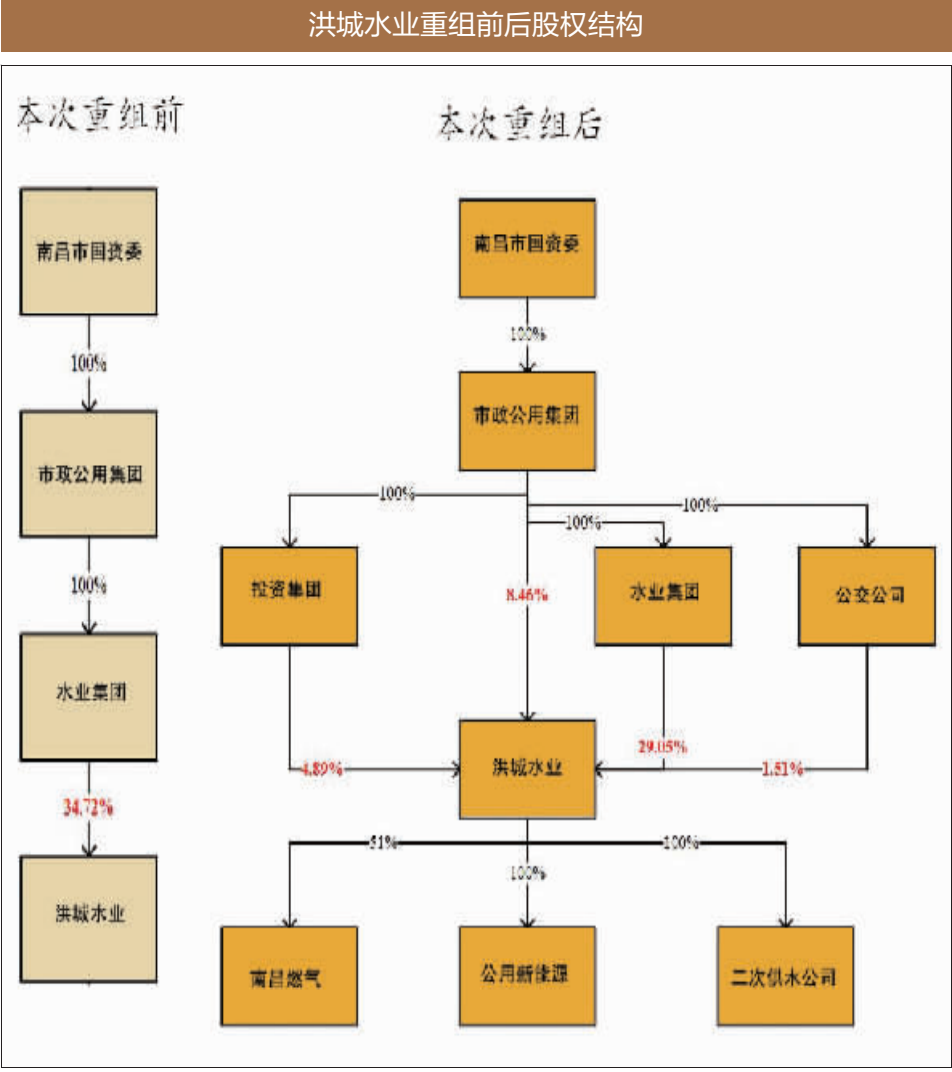 洪城水业重组前后股权结构
本次重组前
南昌市国资委
100%
市政公用集团
100%
水业集团
34.72%
洪城水业
本次重组后
南昌市国资委
100%
市政公用集团
100%
100%
100%
投资集团
8.46%
水业集团
公交公司
4.89%
洪城水业
29.05%
1.51%
51%
100%
100%
南昌燃气
公用新能源
二次供水公司